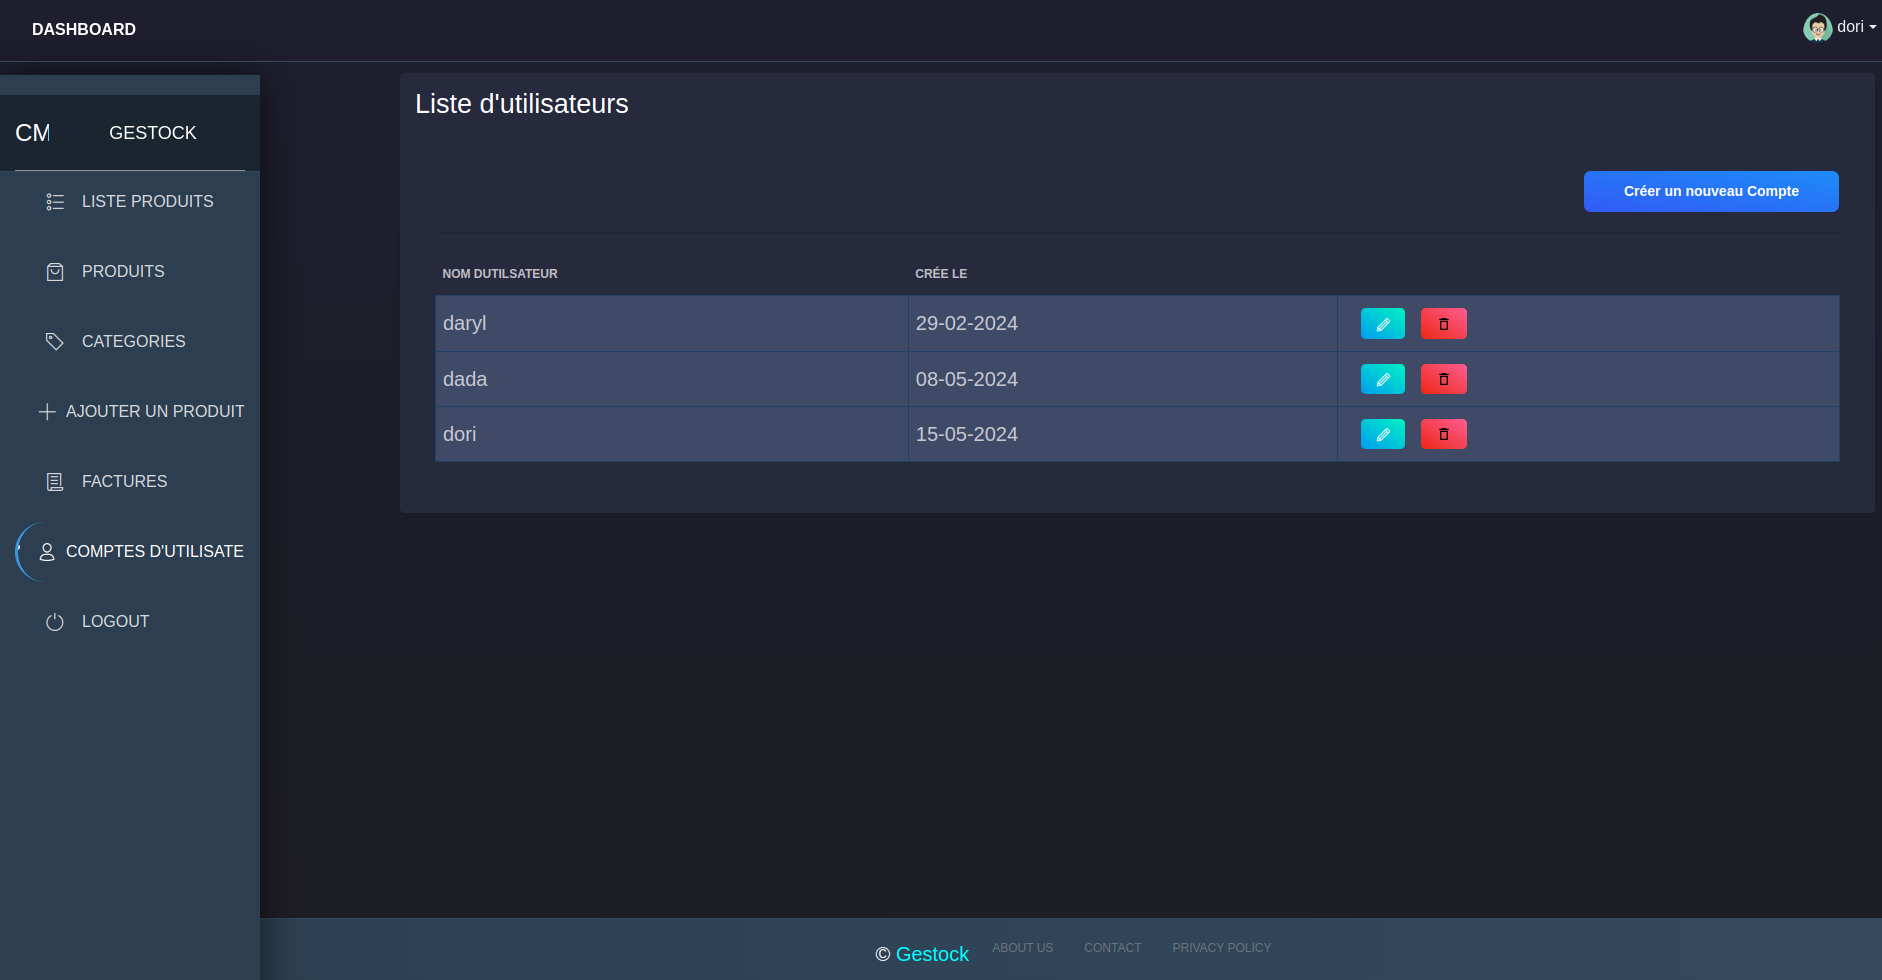 DASHBOARD
dori
CM GESTOCK
LISTE PRODUITS
PRODUITS
CATEGORIES
AJOUTER UN PRODUIT
FACTURES
COMPTES D'UTILISATE
LOGOUT
Liste d'utilisateurs
Créer un nouveau Compte
NOM DUTILSATEUR CRÉE LE
daryl 29-02-2024
dada 08-05-2024
dori 15-05-2024
© Gestock ABOUT US CONTACT PRIVACY POLICY